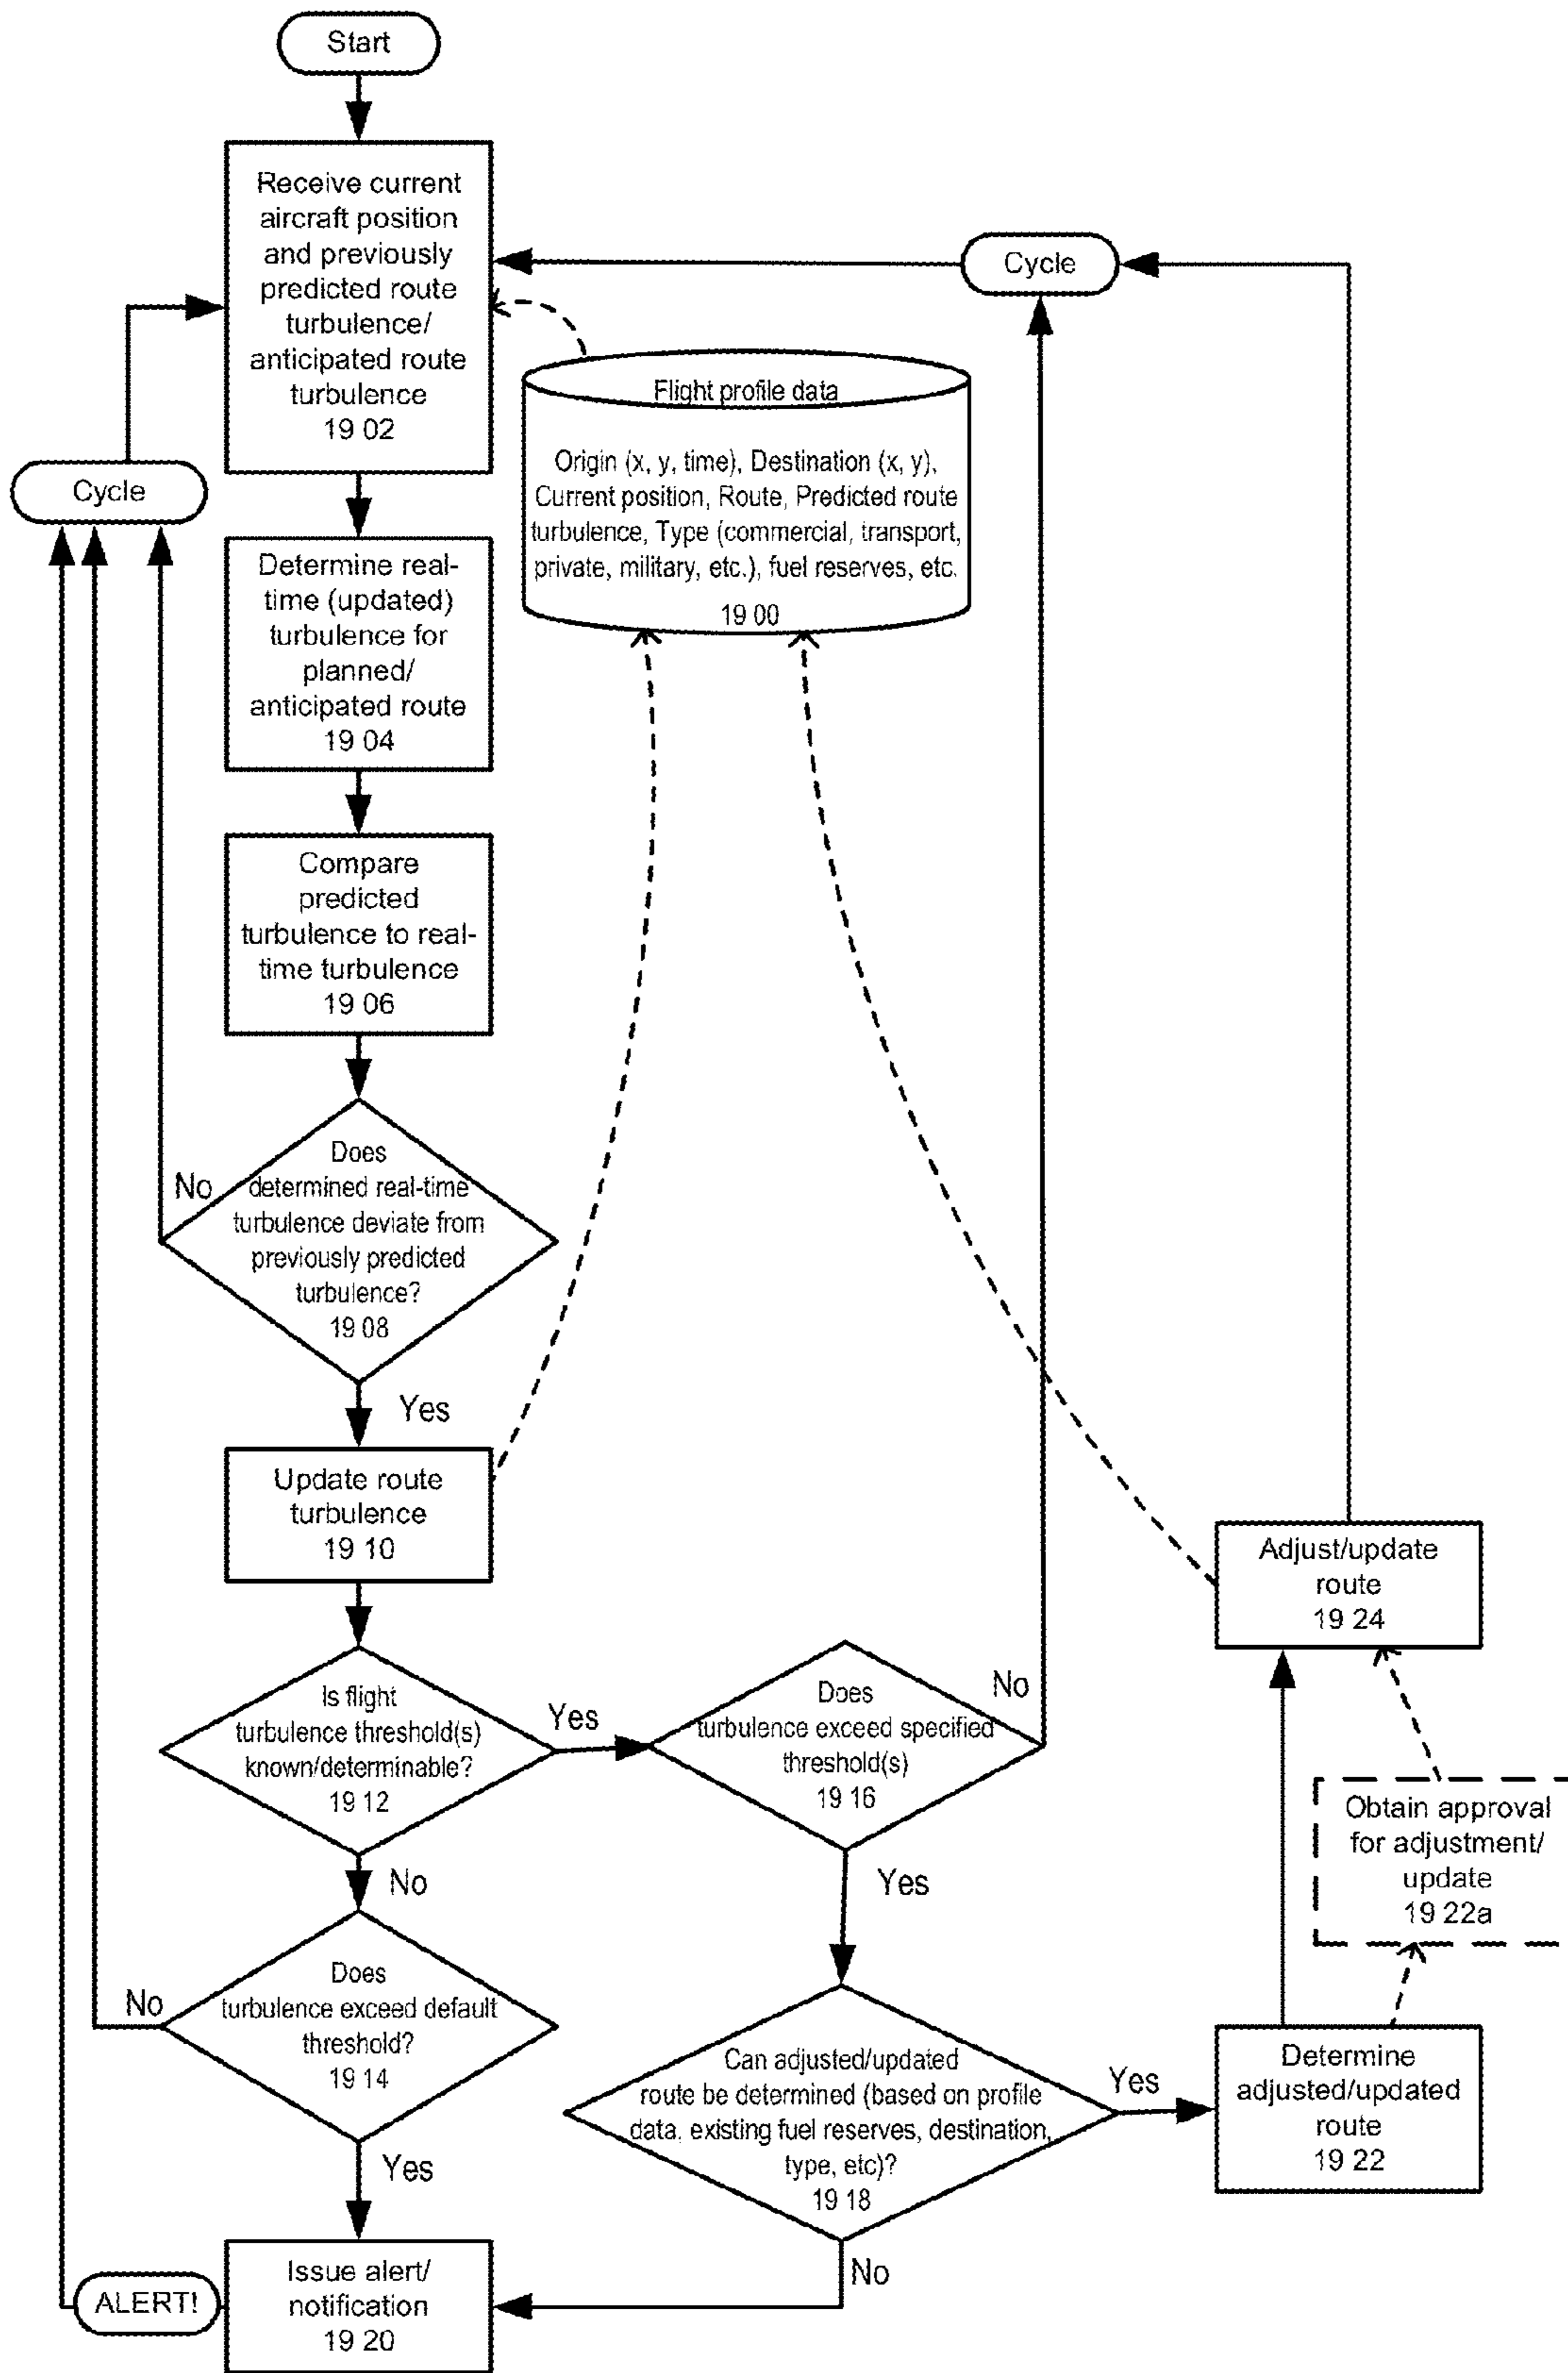 Start
Receive current
aircraft position
and previously
predicted route
turbulence/
anticipated route
turbulence
19 02
Cycle
Cycle
Flight profile data
Origin (x, y, time), Destination (x, y),
Current position, Route, Predicted route
turbulence, Type (commercial, transport,
private, military, etc.), fuel reserves, etc.
19 00
Determine real-
time (updated)
turbulence for
planned/
anticipated route
19 04
Compare
predicted
turbulence to real-
time turbulence
19 06
No
Does
determined real-time
turbulence deviate from
previously predicted
turbulence?
19 08
Yes
Update route
turbulence
19 10
Is flight
turbulence threshold(s)
known/determinable?
19 12
Yes
No
Does
turbulence exceed specified
threshold(s)
19 16
No
Yes
Does
turbulence exceed default
threshold?
19 14
No
Yes
Can adjusted/updated
route be determined (based on profile
data, existing fuel reserves, destination,
type, etc)?
19 18
Yes
No
Determine
adjusted/updated
route
19 22
Obtain approval
for adjustment/
update
19 22a
Adjust/update
route
19 24
Issue alert/
notification
19 20
ALERT!